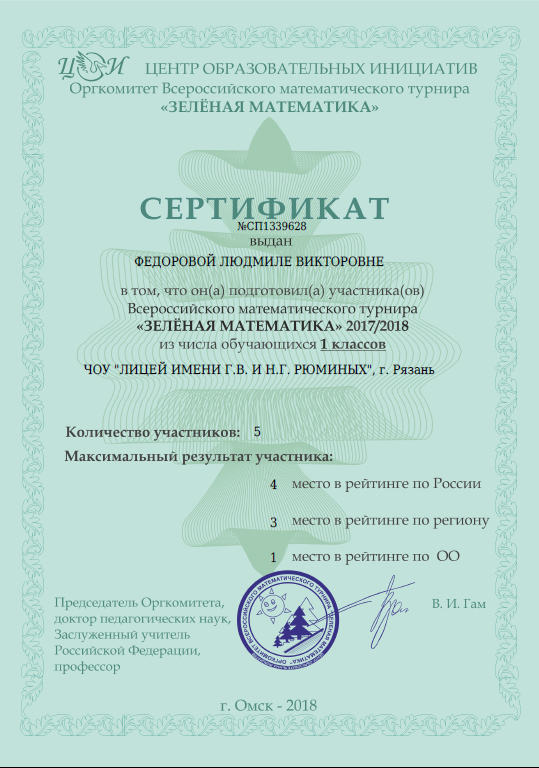 ЦОИ ЦЕНТР ОБРАЗОВАТЕЛЬНЫХ ИНИЦИАТИВ
Оргкомитет Всероссийского математического турнира
«ЗЕЛЁНАЯ МАТЕМАТИКА»
СЕРТИФИКАТ
№СП1339628
выдан
ФЕДОРОВОЙ ЛЮДМИЛЕ ВИКТОРОВНЕ
в том, что он(а) подготовил(а) участника(ов)
Всероссийского математического турнира
«ЗЕЛЁНАЯ МАТЕМАТИКА» 2017/2018
из числа обучающихся 1 классов
ЧОУ "ЛИЦЕЙ ИМЕНИ Г.В. И Н.Г. РЮМИНЫХ", г. Рязань
Количество участников: 5
Максимальный результат участника:
4 место в рейтинге по России
3 место в рейтинге по региону
1 место в рейтинге по ОО
Председатель Оргкомитета,
доктор педагогических наук,
Заслуженный учитель
Российской Федерации,
профессор
ОРГКОМИТЕТ ВСЕРОССИЙСКОГО МАТЕМАТИЧЕСКОГО ТУРНИРА "ЗЕЛЕНАЯ МАТЕМАТИКА"
В. И. Гам
г. Омск - 2018